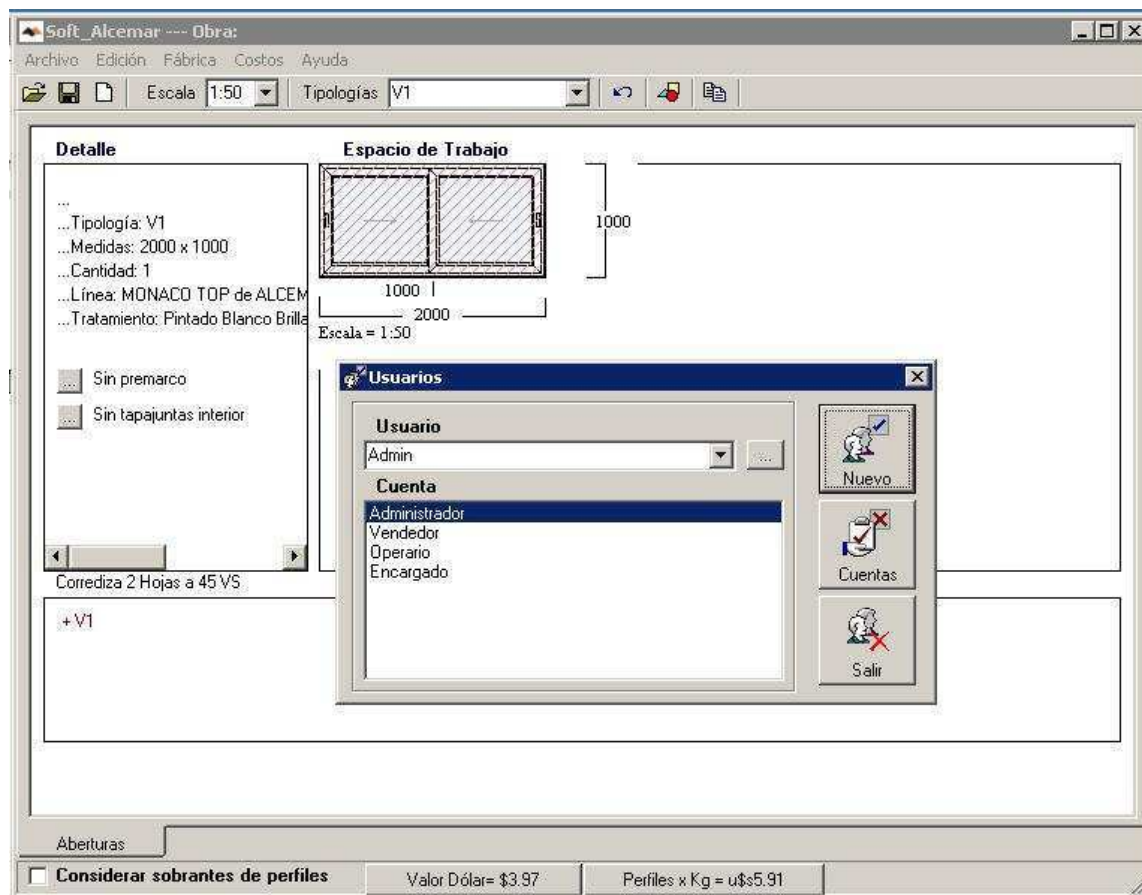 Soft_Alcemar --- Obra:
Archivo Edición Fábrica Costos Ayuda
Escala 1:50 Tipologías V1
Detalle
Espacio de Trabajo
...
...Tipología: V1
...Medidas: 2000 x 1000
...Cantidad: 1
...Línea: MONACO TOP de ALCEM
...Tratamiento: Pintado Blanco Brilla
1000
1000
2000
Escala = 1:50
... Sin premarco
... Sin tapajuntas interior
Corrediza 2 Hojas a 45 VS
+ V1
Usuarios
Usuario
Admin
...
Cuenta
Administrador
Vendedor
Operario
Encargado
Nuevo
Cuentas
Salir
Aberturas
Considerar sobrantes de perfiles
Valor Dólar= $3.97
Perfiles x Kg = u$s5.91